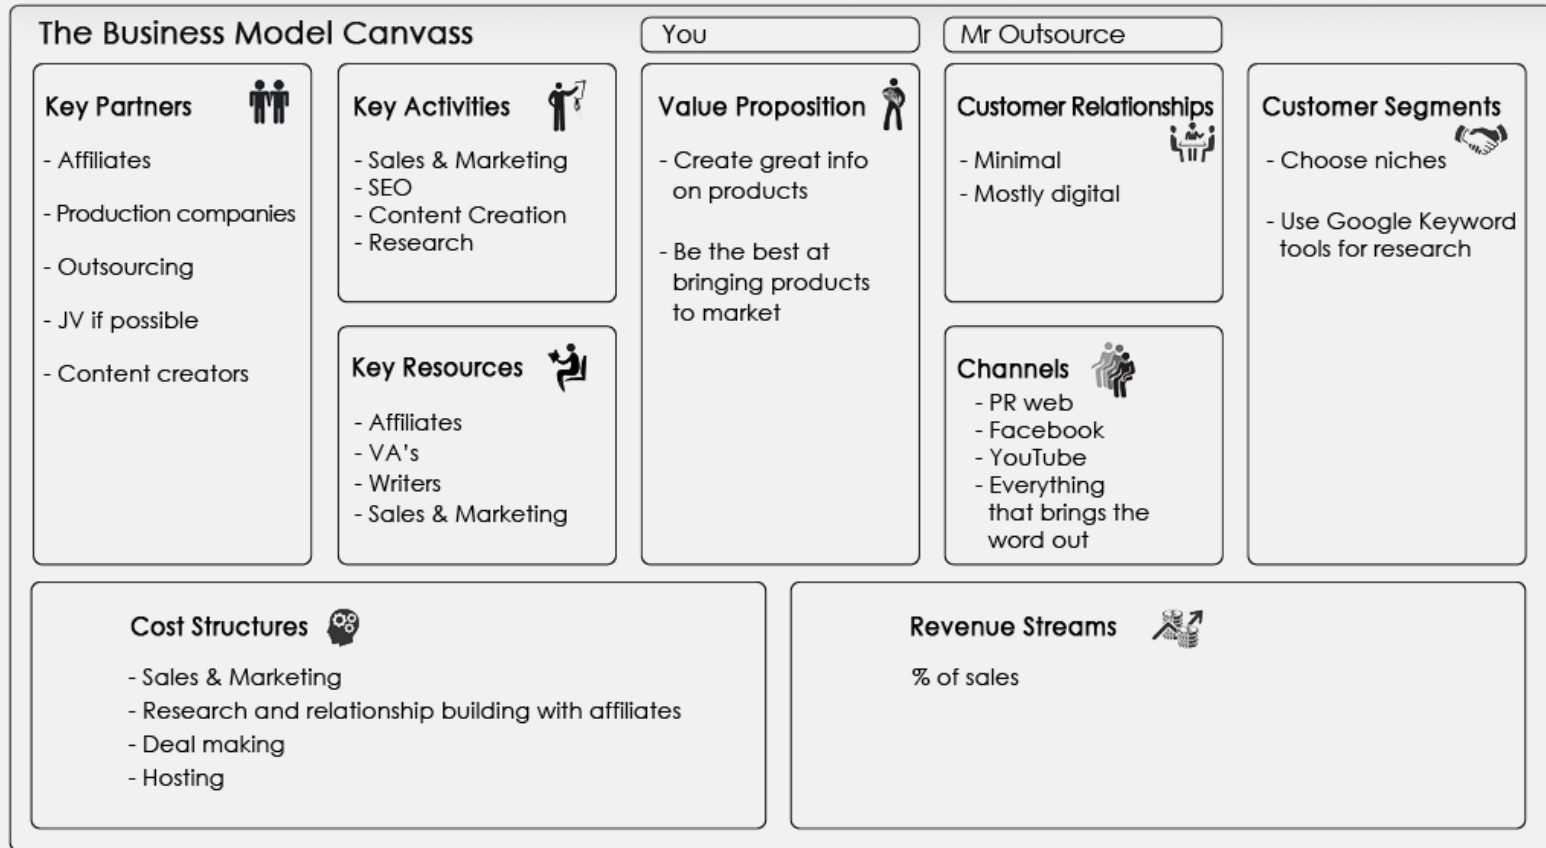 The Business Model Canvass
You
Mr Outsource
Key Partners
- Affiliates
- Production companies
- Outsourcing
- JV if possible
- Content creators
Key Activities
- Sales & Marketing
- SEO
- Content Creation
- Research
Key Resources
- Affiliates
- VA's
- Writers
- Sales & Marketing
Value Proposition
- Create great info
on products
- Be the best at
bringing products
to market
Customer Relationships
- Minimal
- Mostly digital
Channels
- PR web
- Facebook
- YouTube
- Everything
that brings the
word out
Customer Segments
- Choose niches
- Use Google Keyword
tools for research
Cost Structures
- Sales & Marketing
- Research and relationship building with affiliates
- Deal making
- Hosting
Revenue Streams
% of sales